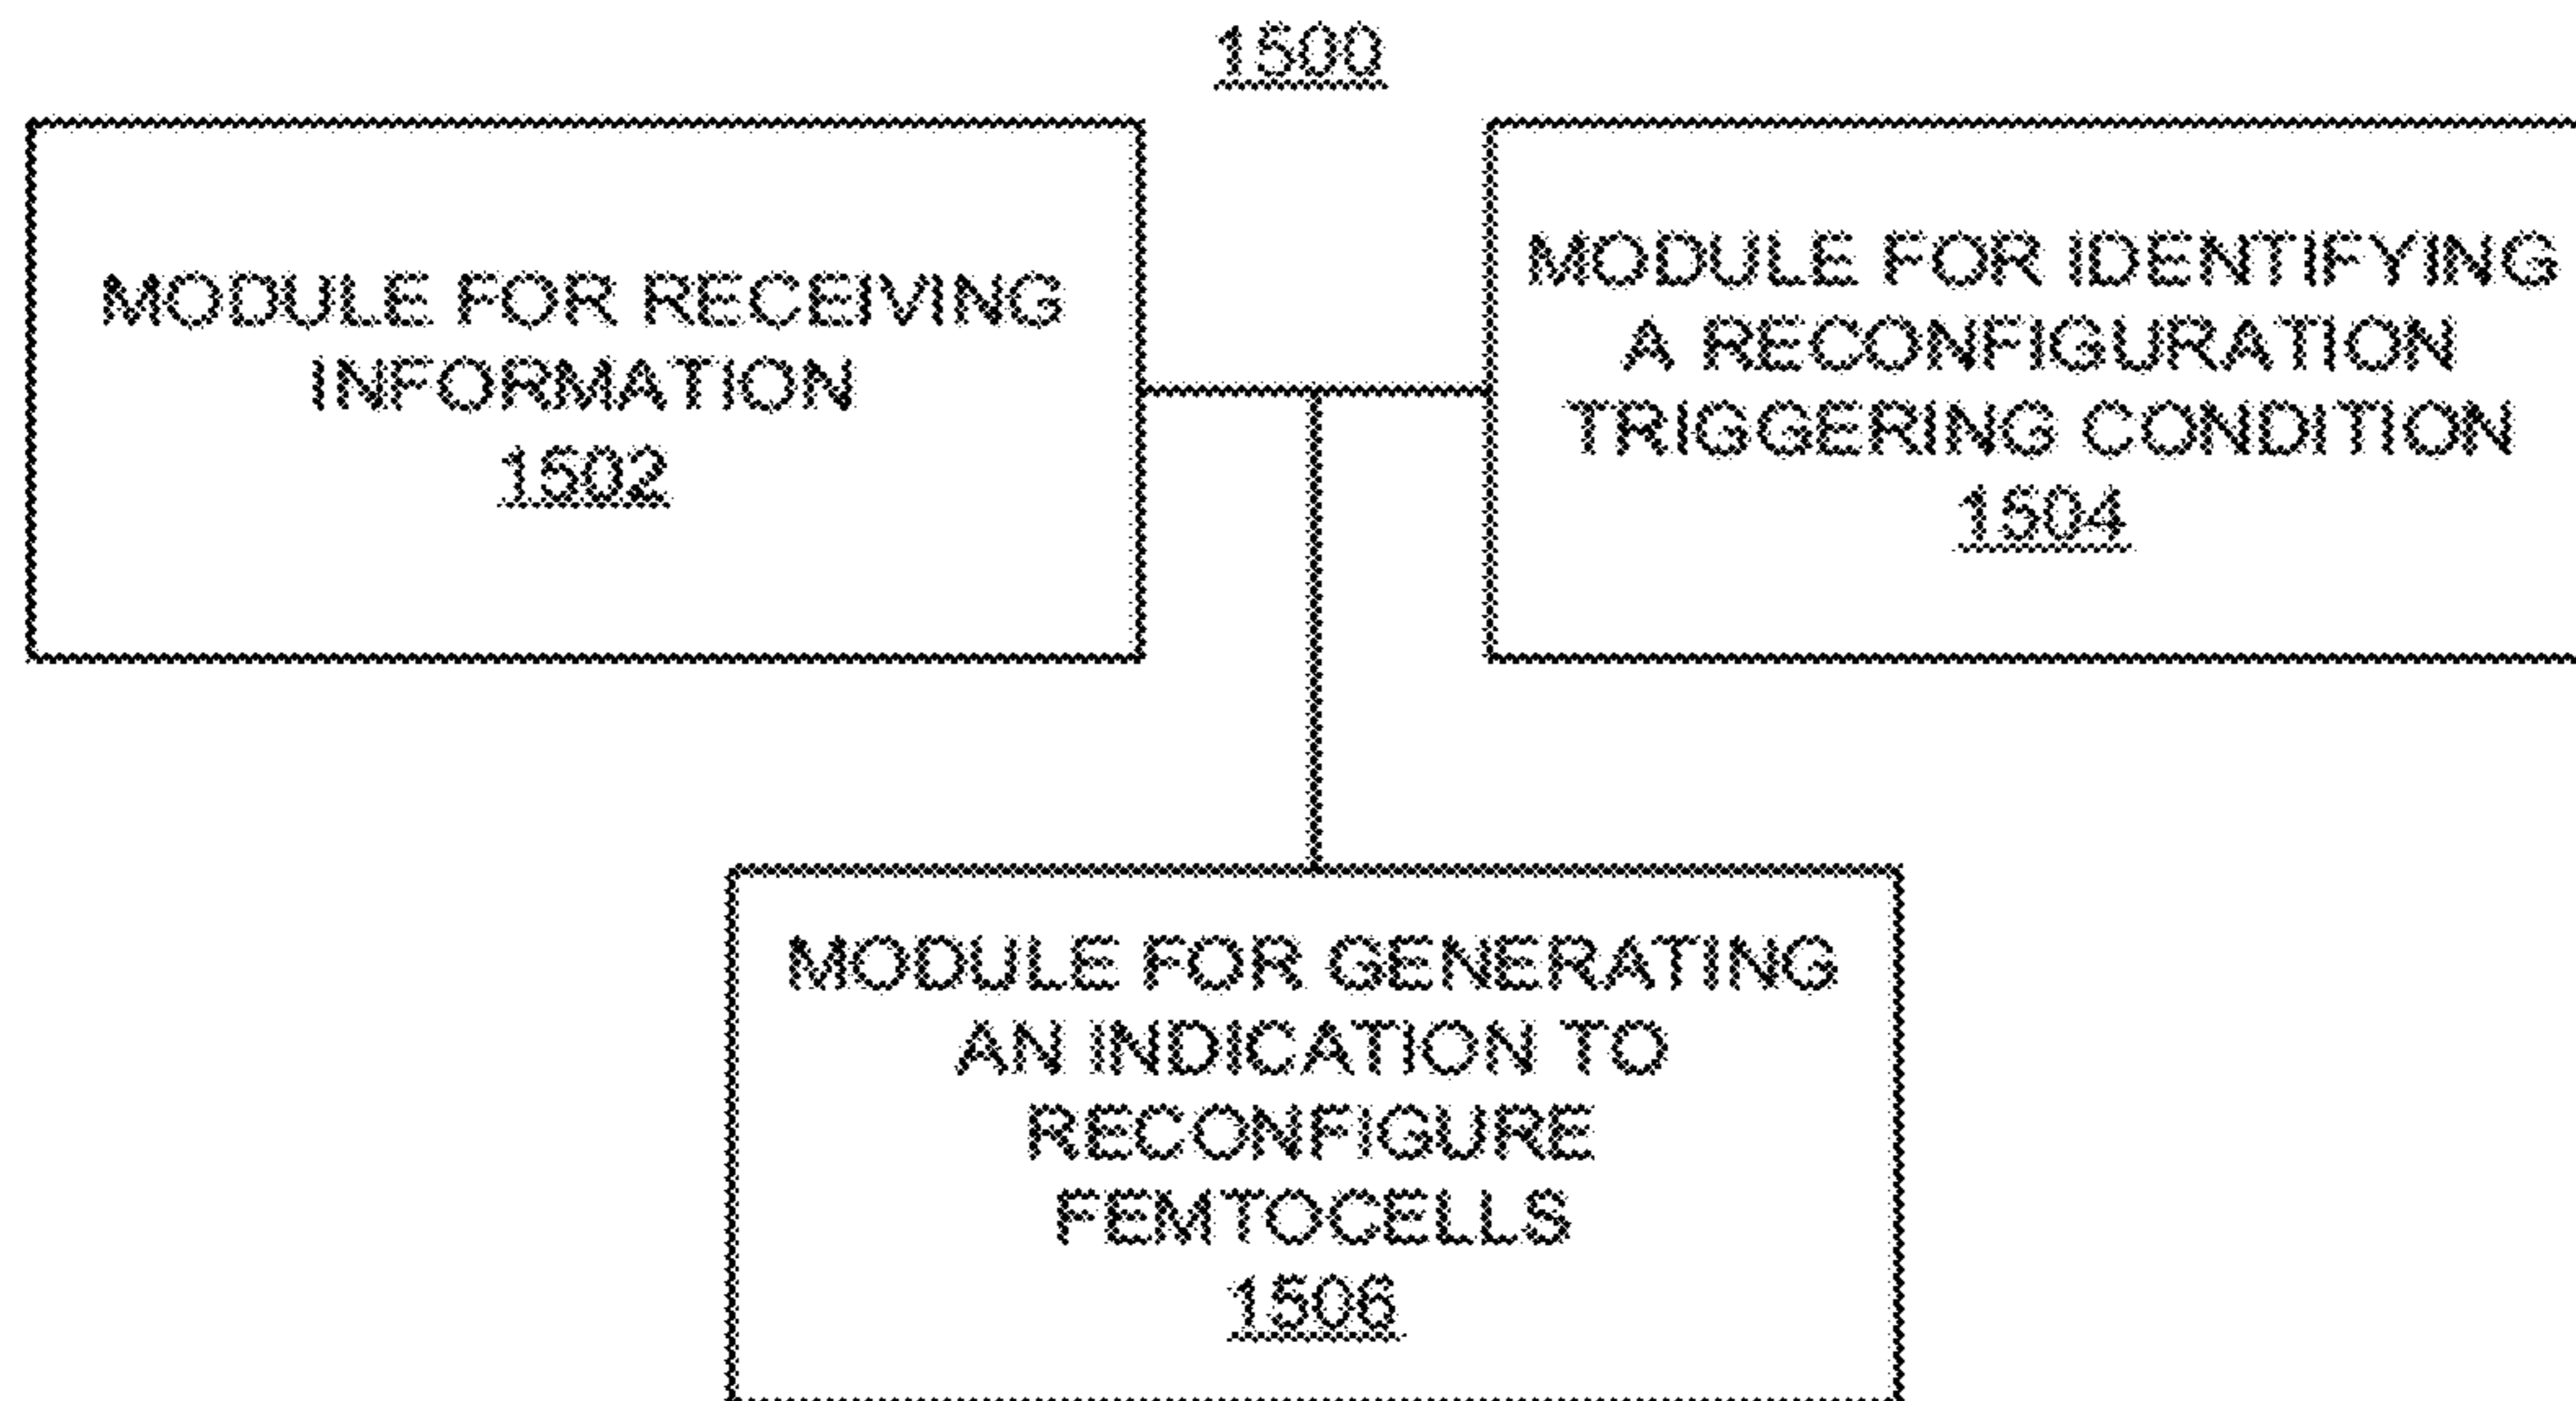 1500
MODULE FOR RECEIVING
INFORMATION
1502
MODULE FOR IDENTIFYING
A RECONFIGURATION
TRIGGERING CONDITION
1504
MODULE FOR GENERATING
AN INDICATION TO
RECONFIGURE
FEMTOCELLS
1506